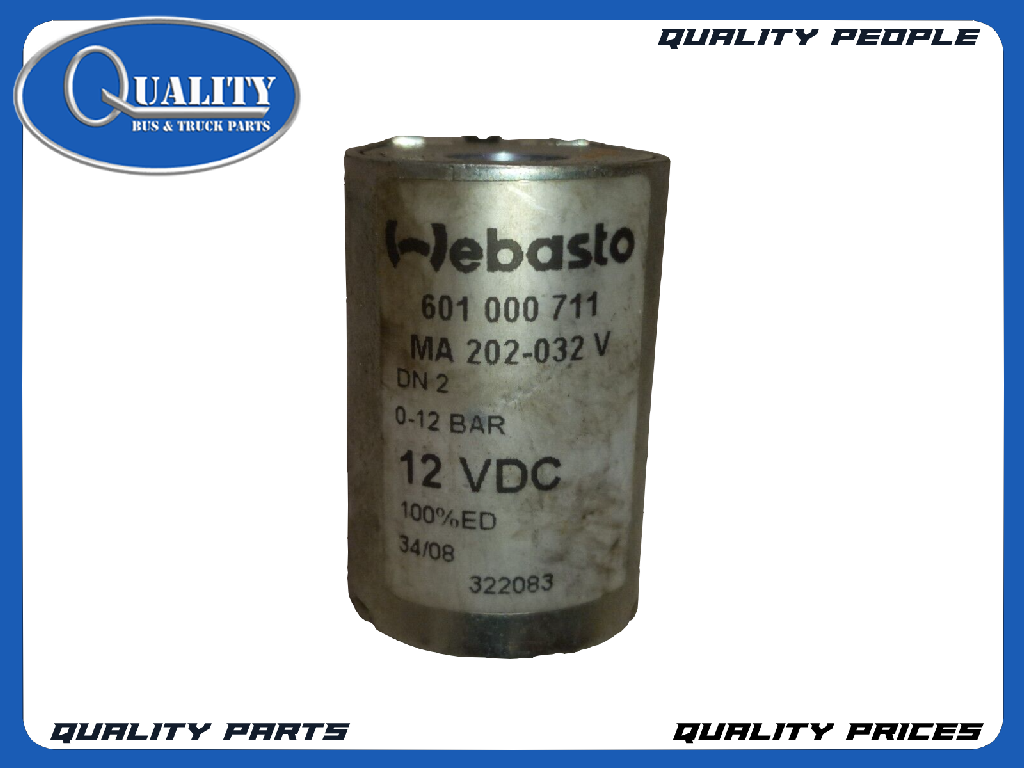 QUALITY PEOPLE
QUALITY
BUS & TRUCK PARTS
Webasto
601 000 711
MA 202-032 V
DN 2
0-12 BAR
12 VDC
100%ED
34/08
322083
QUALITY PARTS
QUALITY PRICES